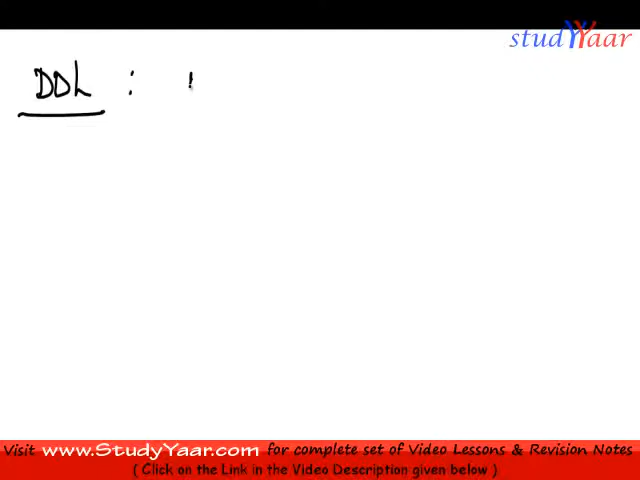 studYYaar
DDL :
Visit www.StudyYaar.com for complete set of Video Lessons & Revision Notes
( Click on the Link in the Video Description given below )